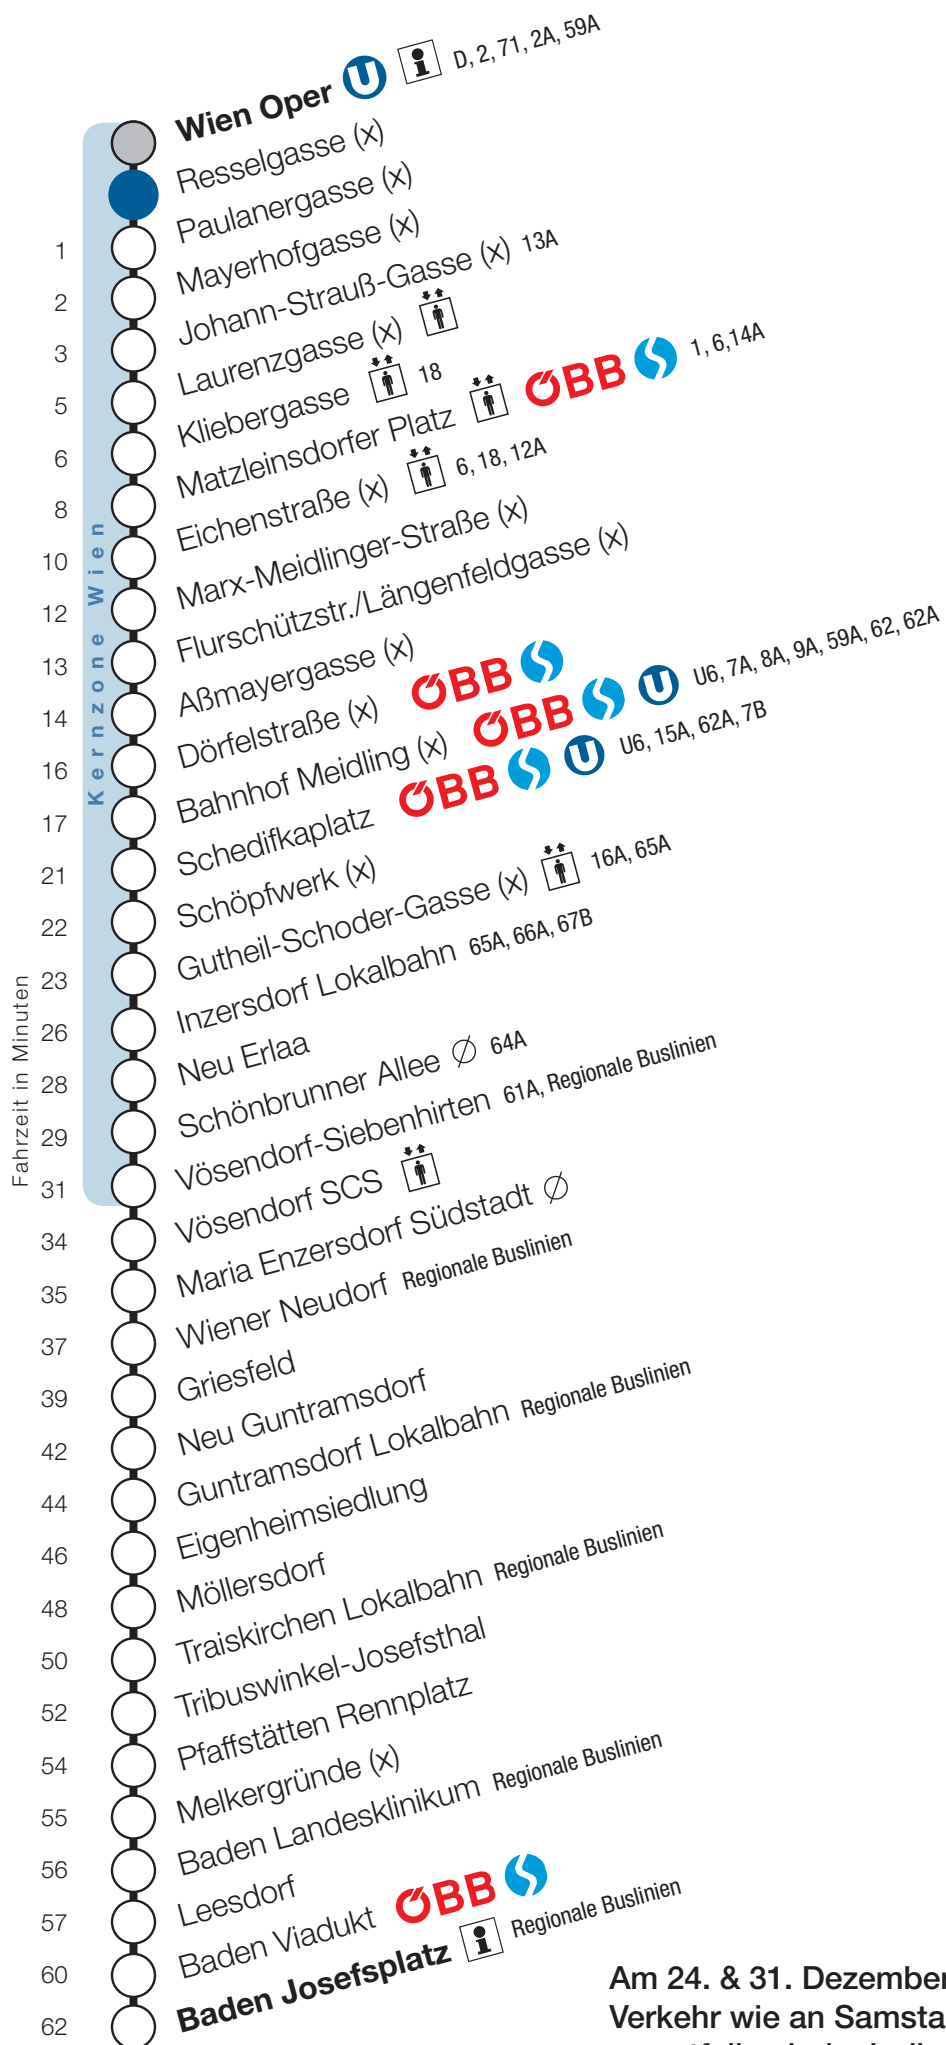 Wien Oper U i D, 2, 71, 2A, 59A
Resselgasse (x)
Paulanergasse (x)
1 Mayerhofgasse (x)
2 Johann-Strauß-Gasse (x) 13A
3 Laurenzgasse (x)
5 Kliebergasse 18
6 Matzleinsdorfer Platz ÖBB 1, 6,14A
8 Eichenstraße (x) 6, 18, 12A
10 Marx-Meidlinger-Straße (x)
12 Flurschützstr./Längenfeldgasse (x)
13 Aßmayergasse (x)
14 Dörfelstraße (x) ÖBB
16 Bahnhof Meidling (x) ÖBB U U6, 7A, 8A, 9A, 59A, 62, 62A
17 Schedifkaplatz ÖBB U U6, 15A, 62A, 7B
21 Schöpfwerk (x)
22 Gutheil-Schoder-Gasse (x) 16A, 65A
23 Inzersdorf Lokalbahn 65A, 66A, 67B
26 Neu Erlaa
28 Schönbrunner Allee ∅ 64A
29 Vösendorf-Siebenhirten 61A, Regionale Buslinien
31 Vösendorf SCS
34 Maria Enzersdorf Südstadt ∅
35 Wiener Neudorf Regionale Buslinien
37 Griesfeld
39 Neu Guntramsdorf
42 Guntramsdorf Lokalbahn Regionale Buslinien
44 Eigenheimsiedlung
46 Möllersdorf
48 Traiskirchen Lokalbahn Regionale Buslinien
50 Tribuswinkel-Josefsthal
52 Pfaffstätten Rennplatz
54 Melkergründe (x)
55 Baden Landesklinikum Regionale Buslinien
56 Leesdorf
57 Baden Viadukt ÖBB
60 Baden Josefsplatz i Regionale Buslinien
62
Kernzone Wien
Fahrzeit in Minuten
Am 24. & 31. Dezember
Verkehr wie an Samsta